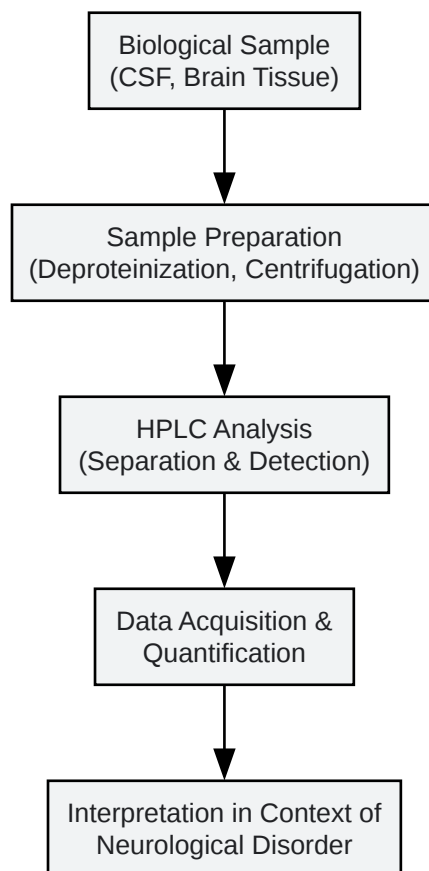 Biological Sample
(CSF, Brain Tissue)
Sample Preparation
(Deproteinization, Centrifugation)
HPLC Analysis
(Separation & Detection)
Data Acquisition &
Quantification
Interpretation in Context of
Neurological Disorder